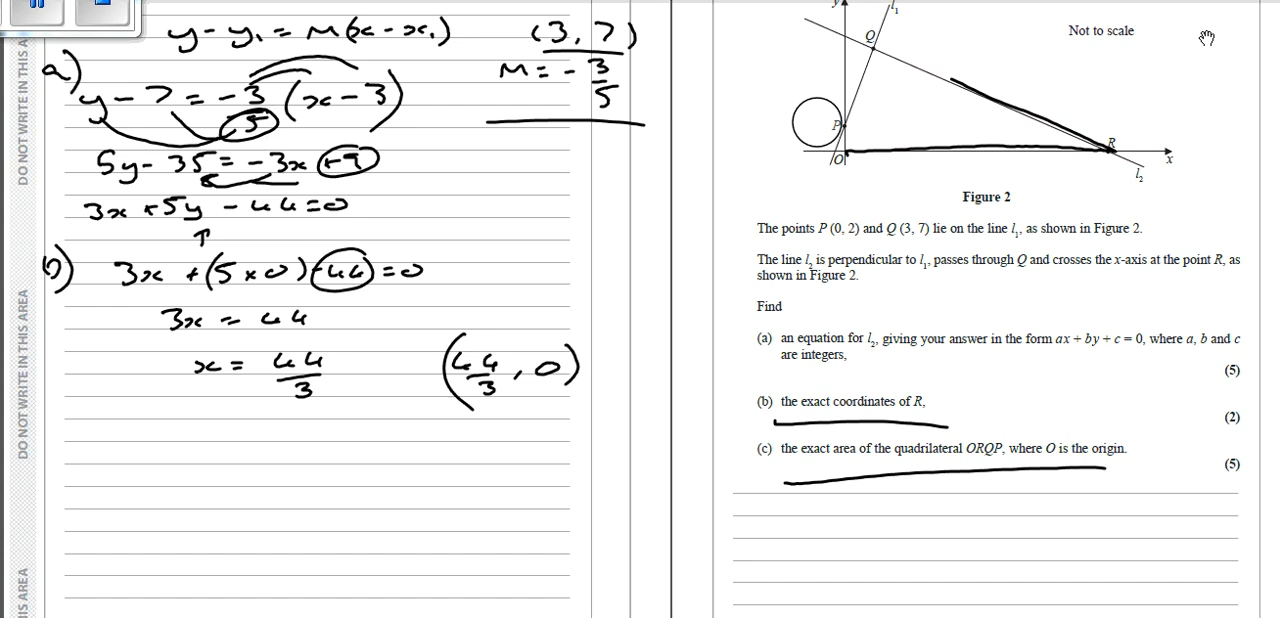 y - y₁ = M(x - x₁)
(3, 7)
M = - 3/5
a)
y - 7 = -3/5 (x - 3)
5y - 35 = -3x + 9
3x + 5y - 44 = 0
b) 3x + (5 × 0) - 44 = 0
3x = 44
x = 44/3
(44/3, 0)
DO NOT WRITE IN THIS A
DO NOT WRITE IN THIS AREA
IS AREA
y
l₁
Not to scale
Q
P
O
R
x
l₂
Figure 2
The points P (0, 2) and Q (3, 7) lie on the line l₁, as shown in Figure 2.
The line l₂ is perpendicular to l₁, passes through Q and crosses the x-axis at the point R, as
shown in Figure 2.
Find
(a) an equation for l₂, giving your answer in the form ax + by + c = 0, where a, b and c
are integers,
(5)
(b) the exact coordinates of R,
(2)
(c) the exact area of the quadrilateral ORQP, where O is the origin.
(5)